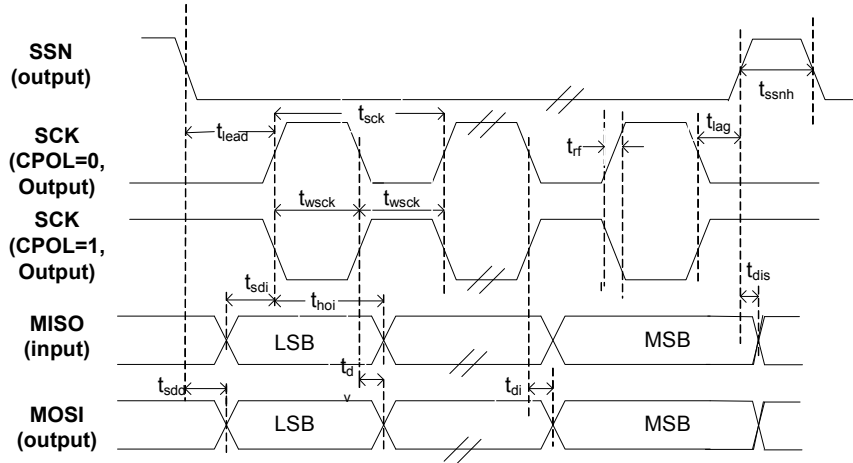 SSN
(output)
t_ssnh
t_sck
t_lead
t_lag
SCK
(CPOL=0,
Output)
t_rf
t_wsck t_wsck
SCK
(CPOL=1,
Output)
t_sdi
t_hoi
t_dis
MISO
(input)
LSB
MSB
t_d
v
t_sdo
t_di
MOSI
(output)
LSB
MSB